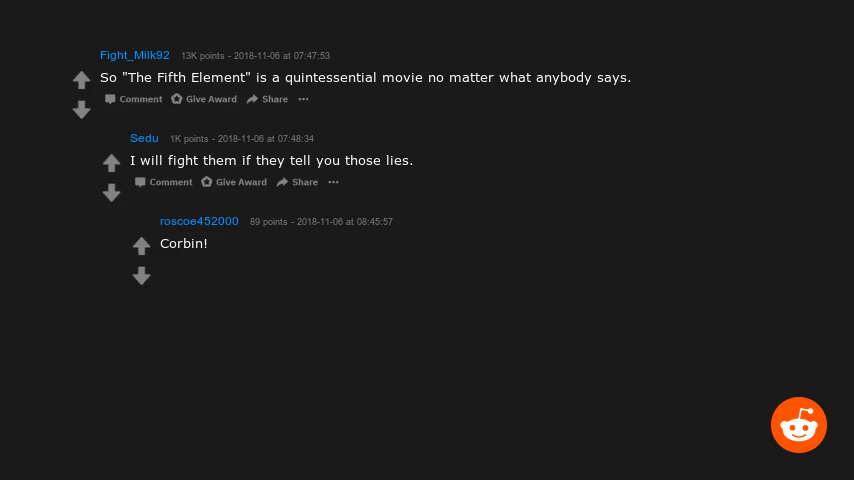 Fight_Milk92 13K points - 2018-11-06 at 07:47:53
So "The Fifth Element" is a quintessential movie no matter what anybody says.
Comment Give Award Share ...
Sedu 1K points - 2018-11-06 at 07:48:34
I will fight them if they tell you those lies.
Comment Give Award Share ...
roscoe452000 89 points - 2018-11-06 at 08:45:57
Corbin!